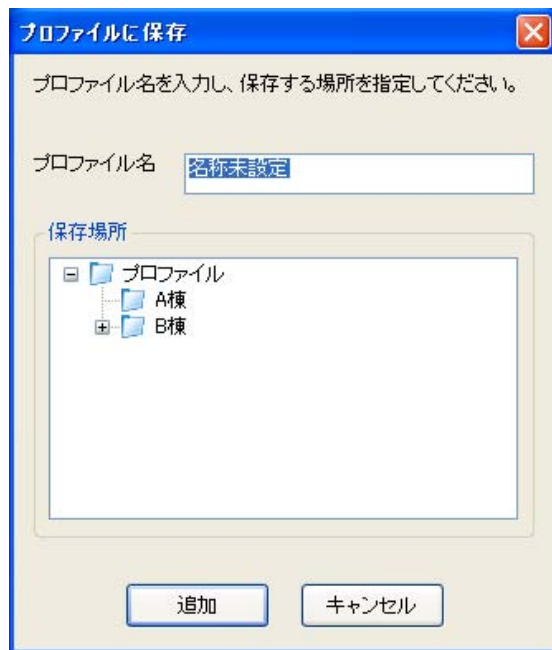 プロファイルに保存
プロファイル名を入力し、保存する場所を指定してください。
プロファイル名 名称未設定
保存場所
プロファイル
A棟
B棟
追加 キャンセル